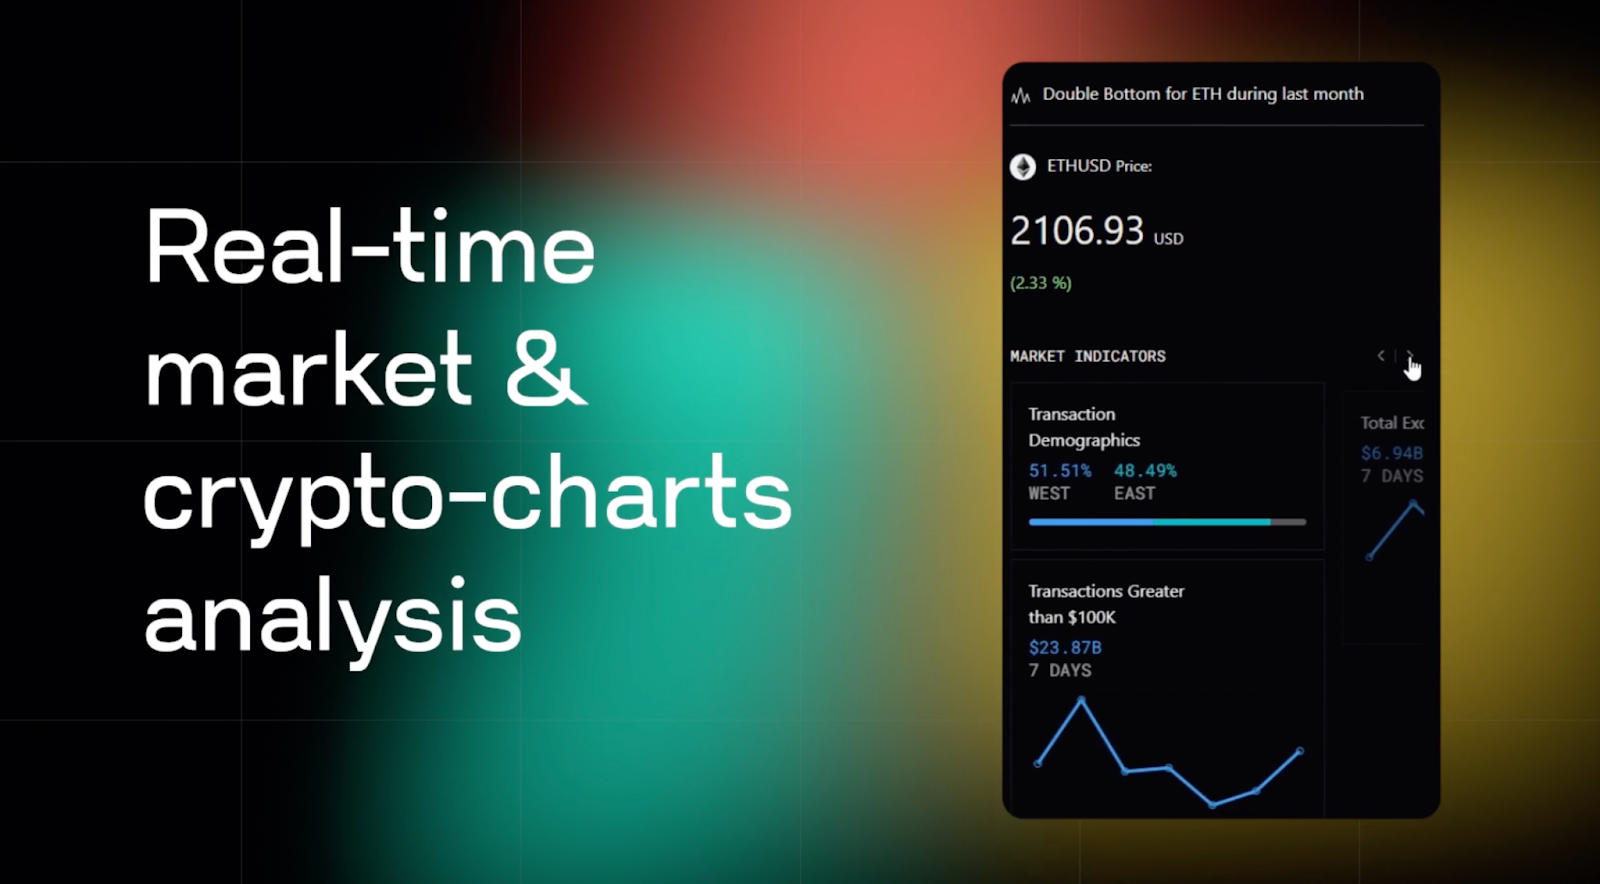 Real-time
market &
crypto-charts
analysis
Double Bottom for ETH during last month
ETHUSD Price:
2106.93 USD
(2.33 %)
MARKET INDICATORS
Transaction
Demographics
51.51% 48.49%
WEST EAST
Transactions Greater
than $100K
$23.87B
7 DAYS
Total
$6.94B
7 DAYS